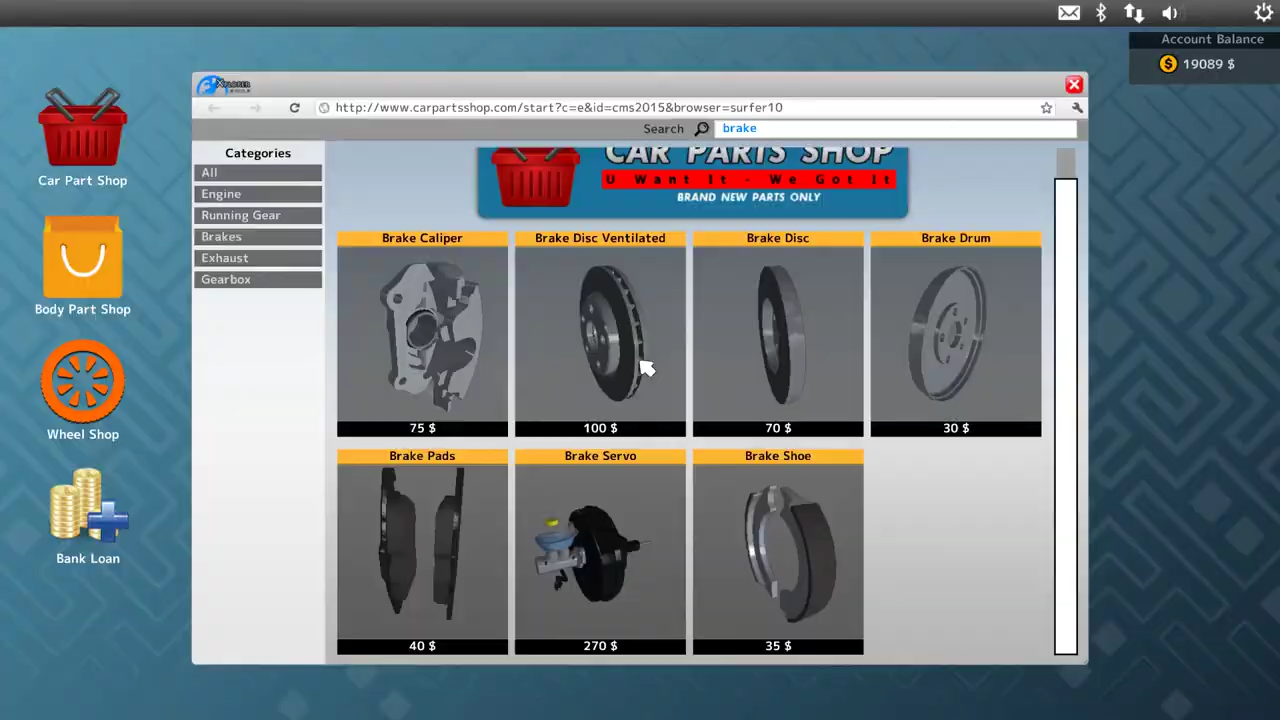 Account Balance
19089 $
Car Part Shop
Body Part Shop
Wheel Shop
Bank Loan
XPLORER
http://www.carpartsshop.com/start?c=e&id=cms2015&browser=surfer10
Search
brake
Categories
All
Engine
Running Gear
Brakes
Exhaust
Gearbox
CAR PARTS SHOP
U Want It - We Got It
BRAND NEW PARTS ONLY
Brake Caliper
75 $
Brake Disc Ventilated
100 $
Brake Disc
70 $
Brake Drum
30 $
Brake Pads
40 $
Brake Servo
270 $
Brake Shoe
35 $